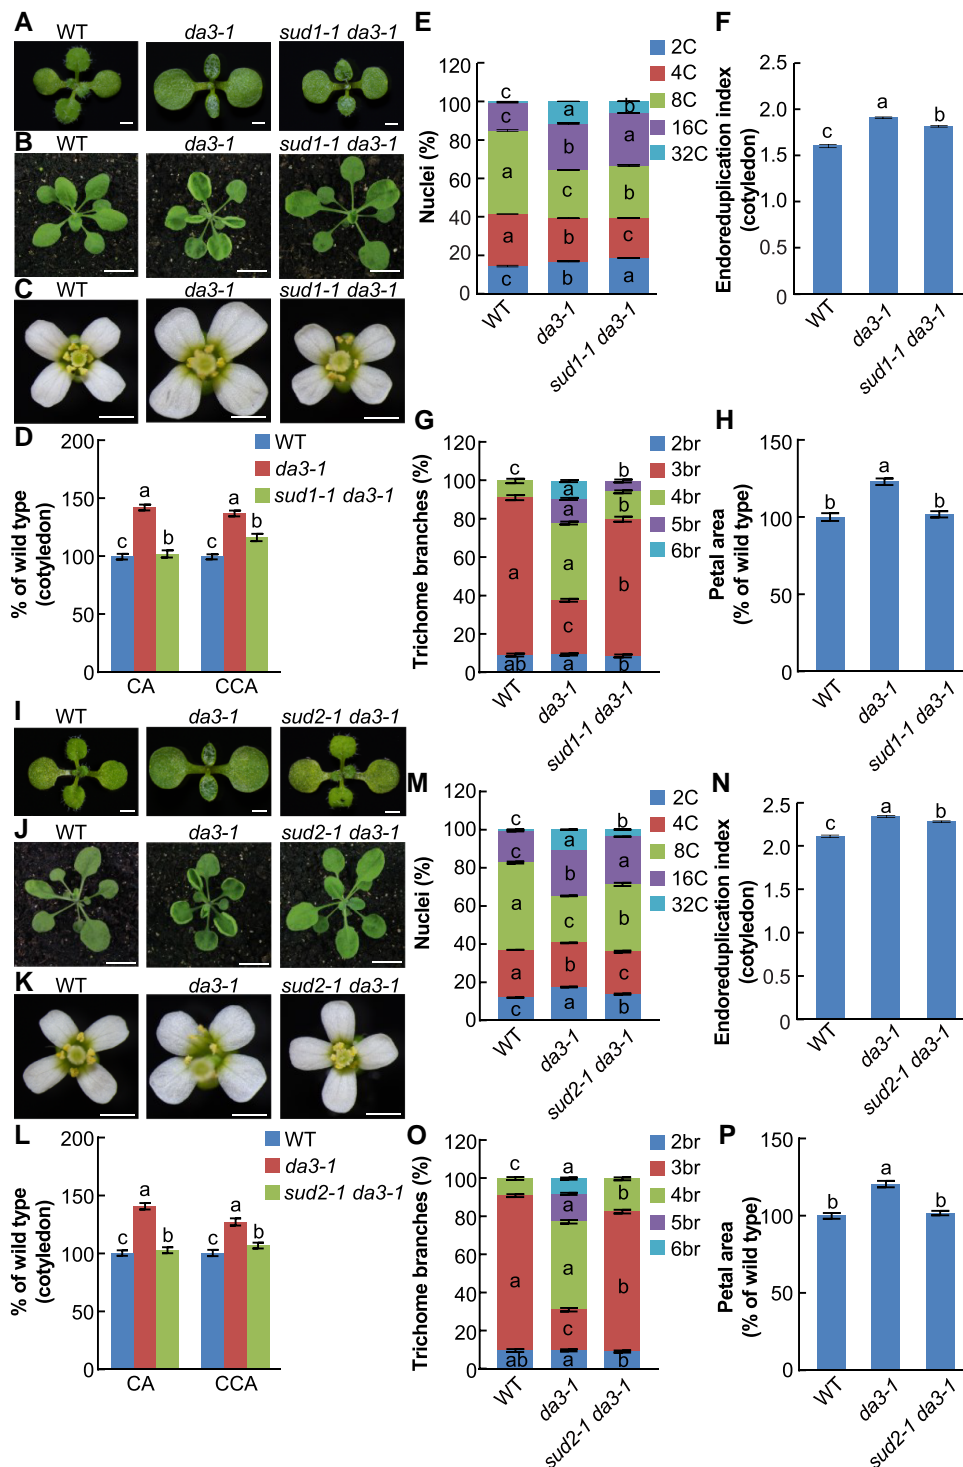 A
WT
da3-1
sud1-1 da3-1
B
WT
da3-1
sud1-1 da3-1
C
WT
da3-1
sud1-1 da3-1
D
% of wild type
(cotyledon)
200
150
100
50
0
WT
da3-1
sud1-1 da3-1
c
a
b
c
a
b
CA
CCA
E
Nuclei (%)
120
100
80
60
40
20
0
2C
4C
8C
16C
32C
c
c
a
a
c
a
b
c
b
b
b
a
b
c
a
WT
da3-1
sud1-1 da3-1
F
Endoreduplication index
(cotyledon)
2.5
2.0
1.5
1.0
0.5
0
c
a
b
WT
da3-1
sud1-1 da3-1
G
Trichome branches (%)
120
100
80
60
40
20
0
2br
3br
4br
5br
6br
c
a
ab
a
a
a
c
a
b
b
b
b
b
WT
da3-1
sud1-1 da3-1
H
Petal area
(% of wild type)
150
100
50
0
b
a
b
WT
da3-1
sud1-1 da3-1
I
WT
da3-1
sud2-1 da3-1
J
WT
da3-1
sud2-1 da3-1
K
WT
da3-1
sud2-1 da3-1
L
% of wild type
(cotyledon)
200
150
100
50
0
WT
da3-1
sud2-1 da3-1
c
a
b
c
a
b
CA
CCA
M
Nuclei (%)
120
100
80
60
40
20
0
2C
4C
8C
16C
32C
c
c
a
a
c
a
b
c
b
a
b
a
b
c
b
WT
da3-1
sud2-1 da3-1
N
Endoreduplication index
(cotyledon)
2.5
2.0
1.5
1.0
0.5
0
c
a
b
WT
da3-1
sud2-1 da3-1
O
Trichome branches (%)
120
100
80
60
40
20
0
2br
3br
4br
5br
6br
c
a
ab
a
a
a
c
a
b
b
b
WT
da3-1
sud2-1 da3-1
P
Petal area
(% of wild type)
150
100
50
0
b
a
b
WT
da3-1
sud2-1 da3-1